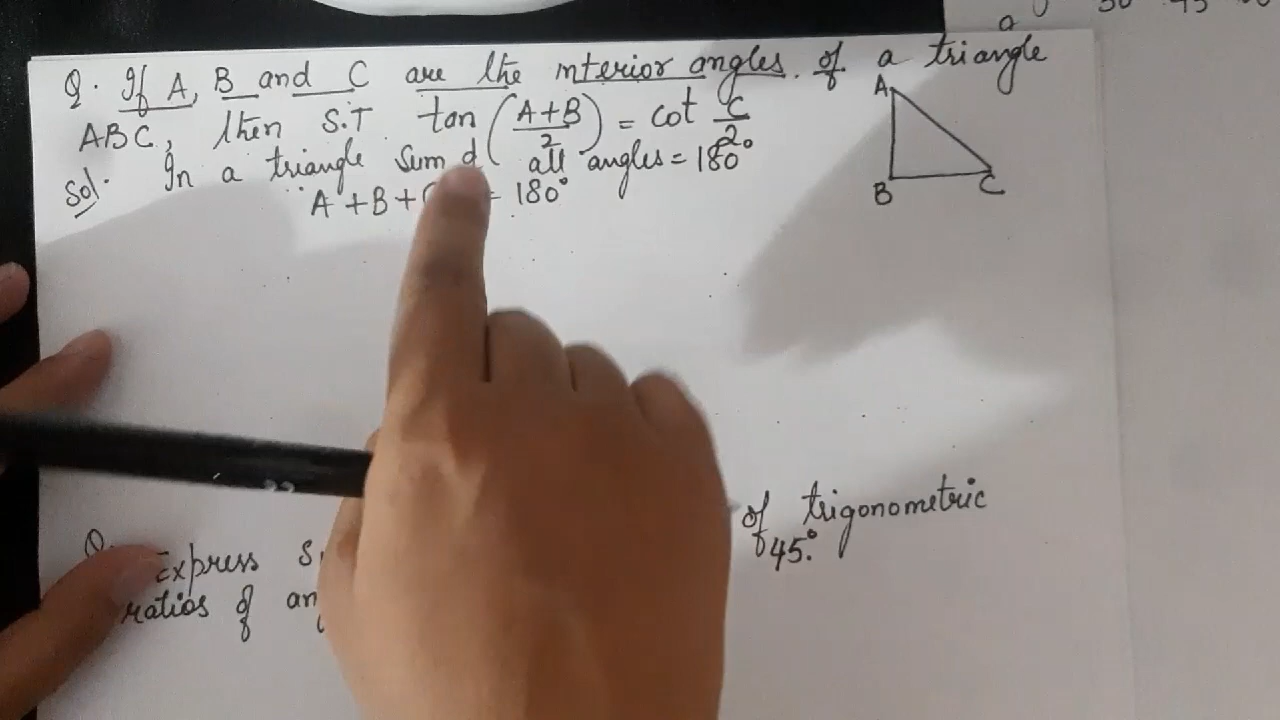 Q. If A, B and C are the interior angles of a triangle
ABC, then S.T tan (A+B/2) = cot C/2
Sol. In a triangle sum of all angles = 180°
A + B + C = 180°
A
B
C
Q. Express
of trigonometric
ratios of
45°.